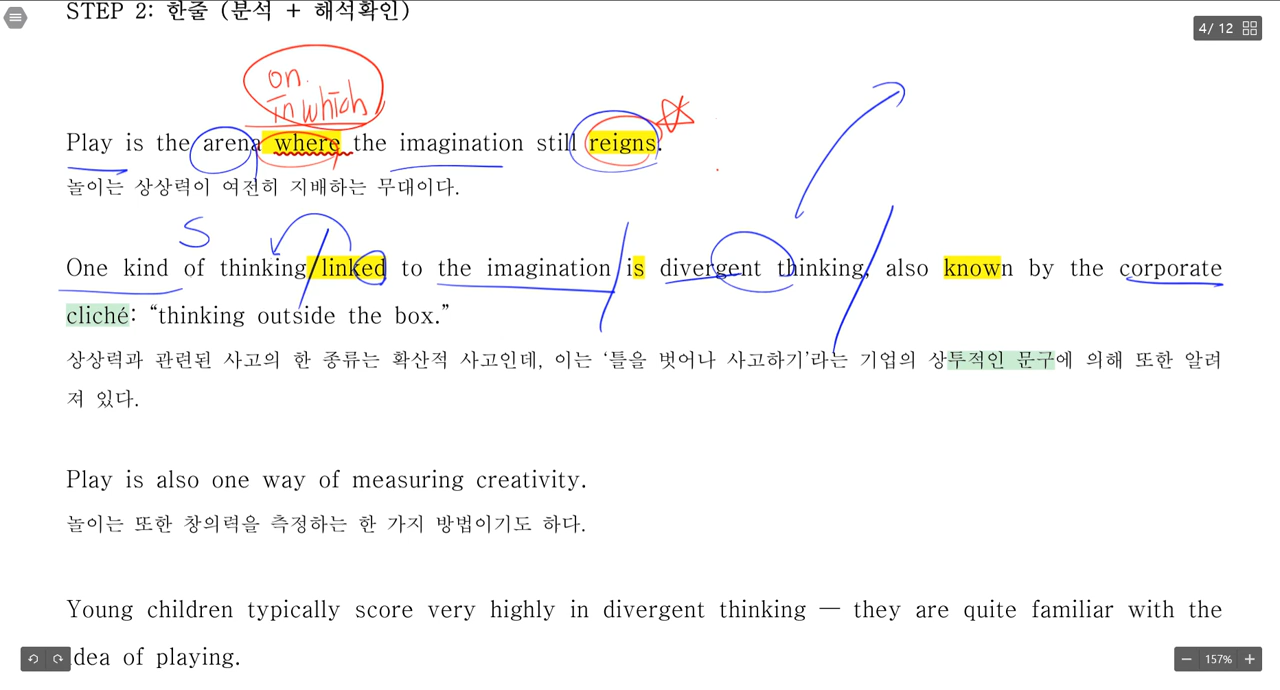 STEP 2: 한줄 (분석 + 해석확인)
4/ 12
on
in which
Play is the arena where the imagination still reigns.
놀이는 상상력이 여전히 지배하는 무대이다.
S
One kind of thinking linked to the imagination is divergent thinking, also known by the corporate
cliché: “thinking outside the box.”
상상력과 관련된 사고의 한 종류는 확산적 사고인데, 이는 ‘틀을 벗어나 사고하기’라는 기업의 상투적인 문구에 의해 또한 알려
져 있다.
Play is also one way of measuring creativity.
놀이는 또한 창의력을 측정하는 한 가지 방법이기도 하다.
Young children typically score very highly in divergent thinking — they are quite familiar with the
dea of playing.
157%